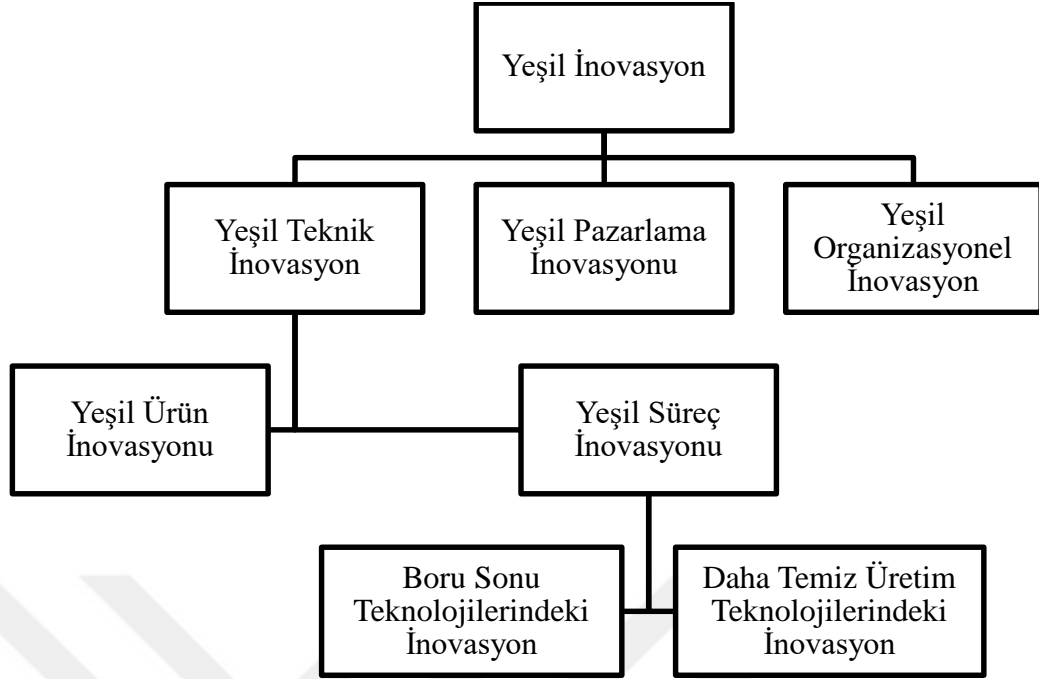 Yeşil İnovasyon
Yeşil Teknik
İnovasyon
Yeşil Pazarlama
İnovasyonu
Yeşil
Organizasyonel
İnovasyon
Yeşil Ürün
İnovasyonu
Yeşil Süreç
İnovasyonu
Boru Sonu
Teknolojilerindeki
İnovasyon
Daha Temiz Üretim
Teknolojilerindeki
İnovasyon